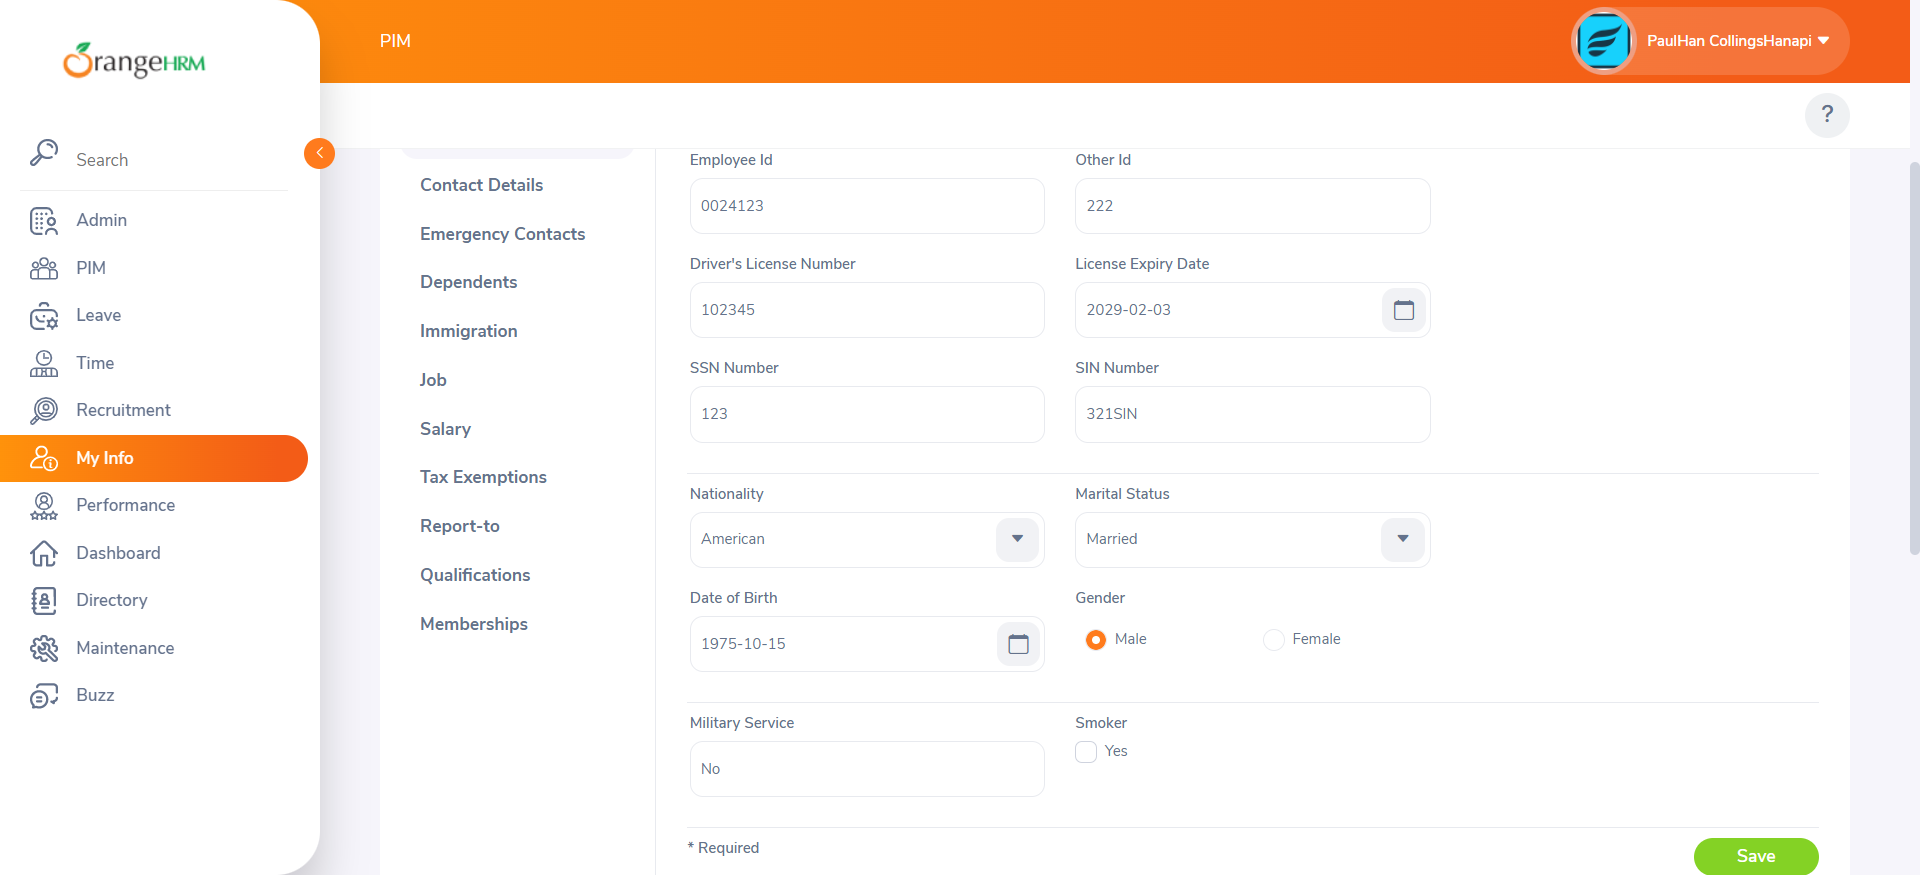 OrangeHRM
PIM
PaulHan CollingsHanapi
?
Search
Admin
PIM
Leave
Time
Recruitment
My Info
Performance
Dashboard
Directory
Maintenance
Buzz
Contact Details
Emergency Contacts
Dependents
Immigration
Job
Salary
Tax Exemptions
Report-to
Qualifications
Memberships
Employee Id
Other Id
0024123
222
Driver's License Number
License Expiry Date
102345
2029-02-03
SSN Number
SIN Number
123
321SIN
Nationality
Marital Status
American
Married
Date of Birth
Gender
1975-10-15
Male
Female
Military Service
Smoker
No
Yes
* Required
Save